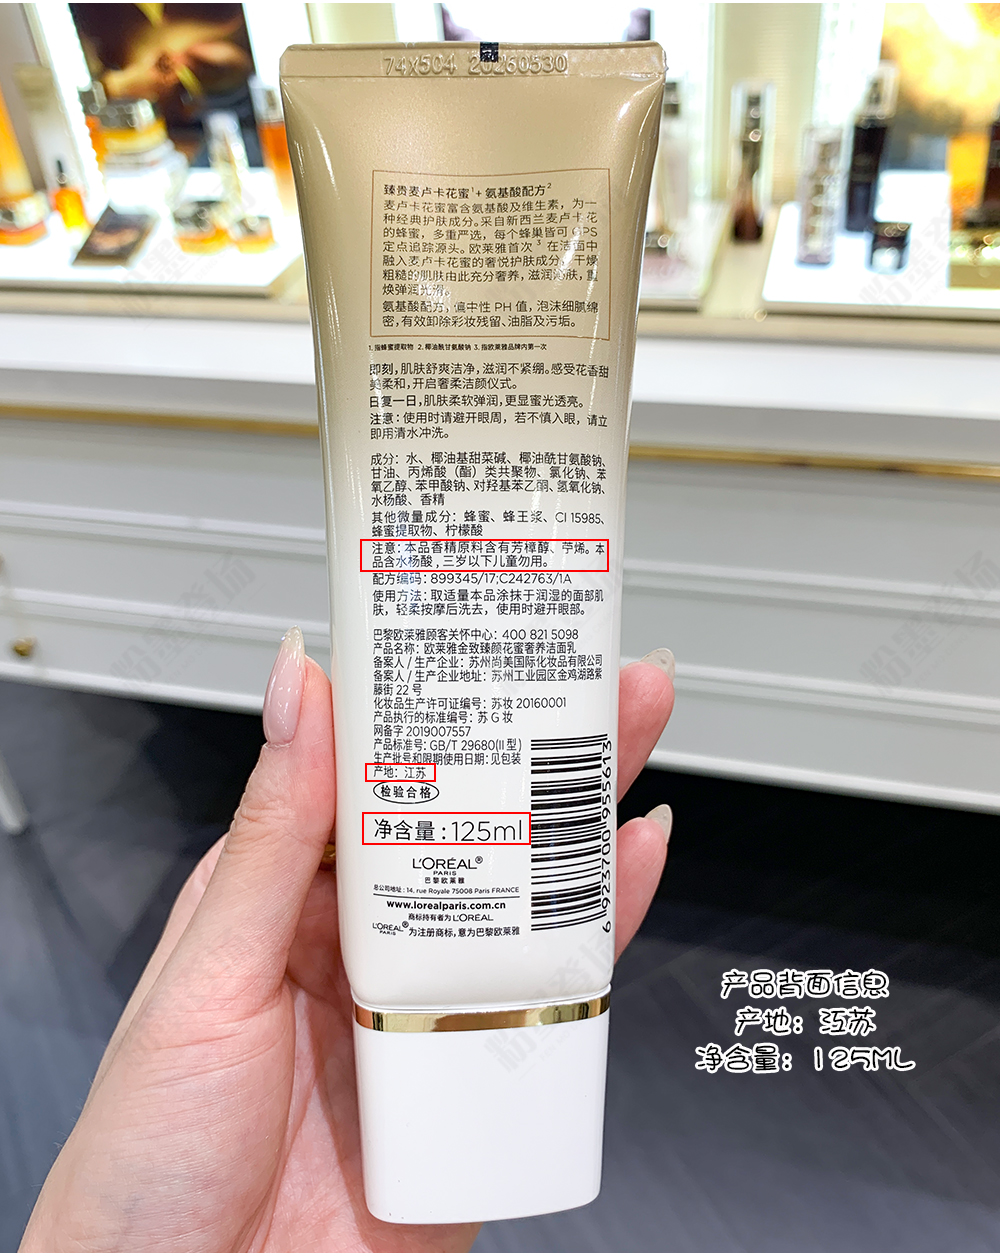 74X504 20260530
臻贵麦卢卡花蜜¹+氨基酸配方²
麦卢卡花蜜富含氨基酸及维生素，为一
种经典护肤成分。采自新西兰麦卢卡花
的蜂蜜，多重严选，每个蜂巢皆可GPS
定点追踪源头。欧莱雅首次³在洁面中
融入麦卢卡花蜜的奢悦护肤成分，干燥
粗糙的肌肤由此充分奢养，滋润沁肤，重
焕弹润光滑。
氨基酸配方，偏中性 PH 值，泡沫细腻绵
密，有效卸除彩妆残留、油脂及污垢。
1. 指蜂蜜提取物 2. 椰油酰甘氨酸钠 3. 指欧莱雅品牌内第一次
即刻，肌肤舒爽洁净，滋润不紧绷。感受花香甜
美柔和，开启奢柔洁颜仪式。
日复一日，肌肤柔软弹润，更显蜜光透亮。
注意：使用时请避开眼周，若不慎入眼，请立
即用清水冲洗。
成分：水、椰油基甜菜碱、椰油酰甘氨酸钠、
甘油、丙烯酸（酯）类共聚物、氯化钠、苯
氧乙醇、苯甲酸钠、对羟基苯乙酮、氢氧化钠、
水杨酸、香精
其他微量成分：蜂蜜、蜂王浆、CI 15985、
蜂蜜提取物、柠檬酸
注意：本品香精原料含有芳樟醇、苧烯。本
品含水杨酸，三岁以下儿童勿用。
配方编码：899345/17;C242763/1A
使用方法：取适量本品涂抹于润湿的面部肌
肤，轻柔按摩后洗去，使用时避开眼部。
巴黎欧莱雅顾客关怀中心：400 821 5098
产品名称：欧莱雅金致臻颜花蜜奢养洁面乳
备案人/生产企业：苏州尚美国际化妆品有限公司
备案人/生产企业地址：苏州工业园区金鸡湖路紫
藤街 22 号
化妆品生产许可证编号：苏妆 20160001
产品执行的标准编号：苏 G 妆
网备字 2019007557
产品标准号：GB/T 29680(II型)
生产批号和限期使用日期：见包装
产地：江苏
检验合格
净含量：125ml
6 923700 955613
L'ORÉAL®
PARIS
巴黎欧莱雅
总公司地址：14, rue Royale 75008 Paris FRANCE
www.lorealparis.com.cn
商标持有者为 L'ORÉAL
L'ORÉAL® PARIS 为注册商标，意为巴黎欧莱雅
产品背面信息
产地：江苏
净含量：125ML